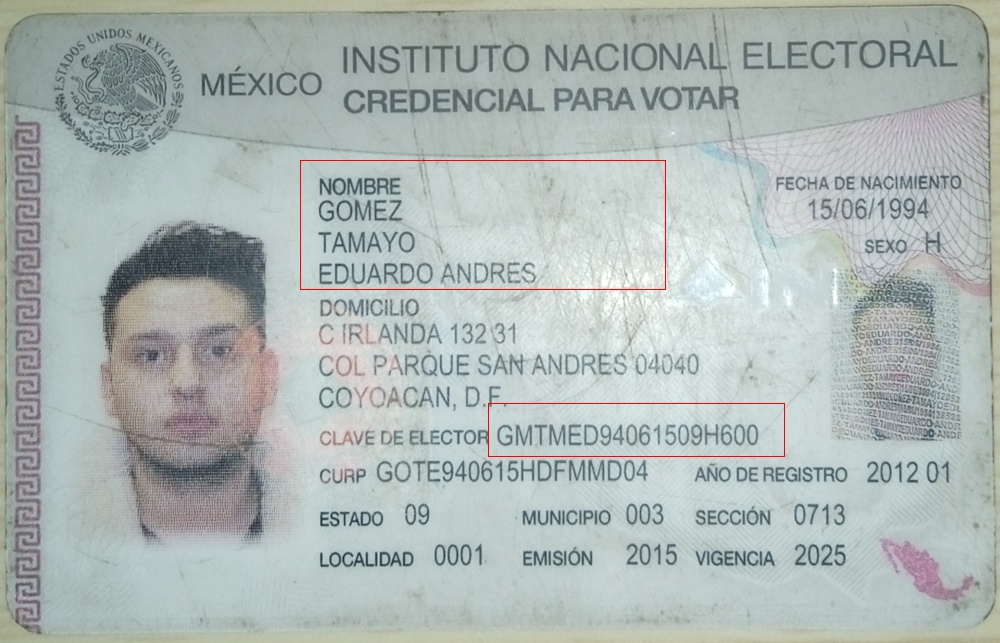 ESTADOS UNIDOS MEXICANOS
MÉXICO
INSTITUTO NACIONAL ELECTORAL
CREDENCIAL PARA VOTAR
NOMBRE
GOMEZ
TAMAYO
EDUARDO ANDRES
FECHA DE NACIMIENTO
15/06/1994
SEXO H
DOMICILIO
C IRLANDA 132 31
COL PARQUE SAN ANDRES 04040
COYOACAN, D.F.
CLAVE DE ELECTOR GMTMED94061509H600
CURP GOTE940615HDFMMD04 AÑO DE REGISTRO 2012 01
ESTADO 09 MUNICIPIO 003 SECCIÓN 0713
LOCALIDAD 0001 EMISIÓN 2015 VIGENCIA 2025